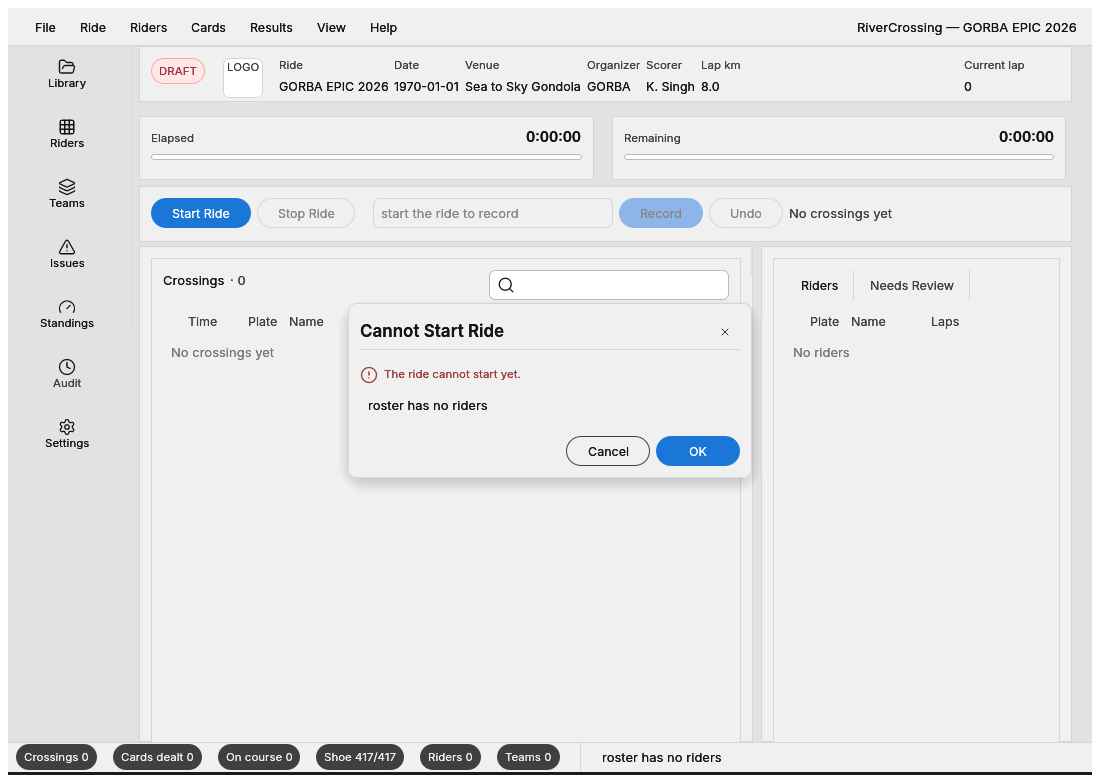 File Ride Riders Cards Results View Help RiverCrossing — GORBA EPIC 2026
Library
Riders
Teams
Issues
Standings
Audit
Settings
DRAFT
LOGO
Ride Date Venue Organizer Scorer Lap km Current lap
GORBA EPIC 2026 1970-01-01 Sea to Sky Gondola GORBA K. Singh 8.0 0
Elapsed 0:00:00
Remaining 0:00:00
Start Ride Stop Ride start the ride to record Record Undo No crossings yet
Crossings · 0
Time Plate Name
No crossings yet
Riders Needs Review
Plate Name Laps
No riders
Cannot Start Ride
The ride cannot start yet.
roster has no riders
Cancel OK
Crossings 0 Cards dealt 0 On course 0 Shoe 417/417 Riders 0 Teams 0 roster has no riders